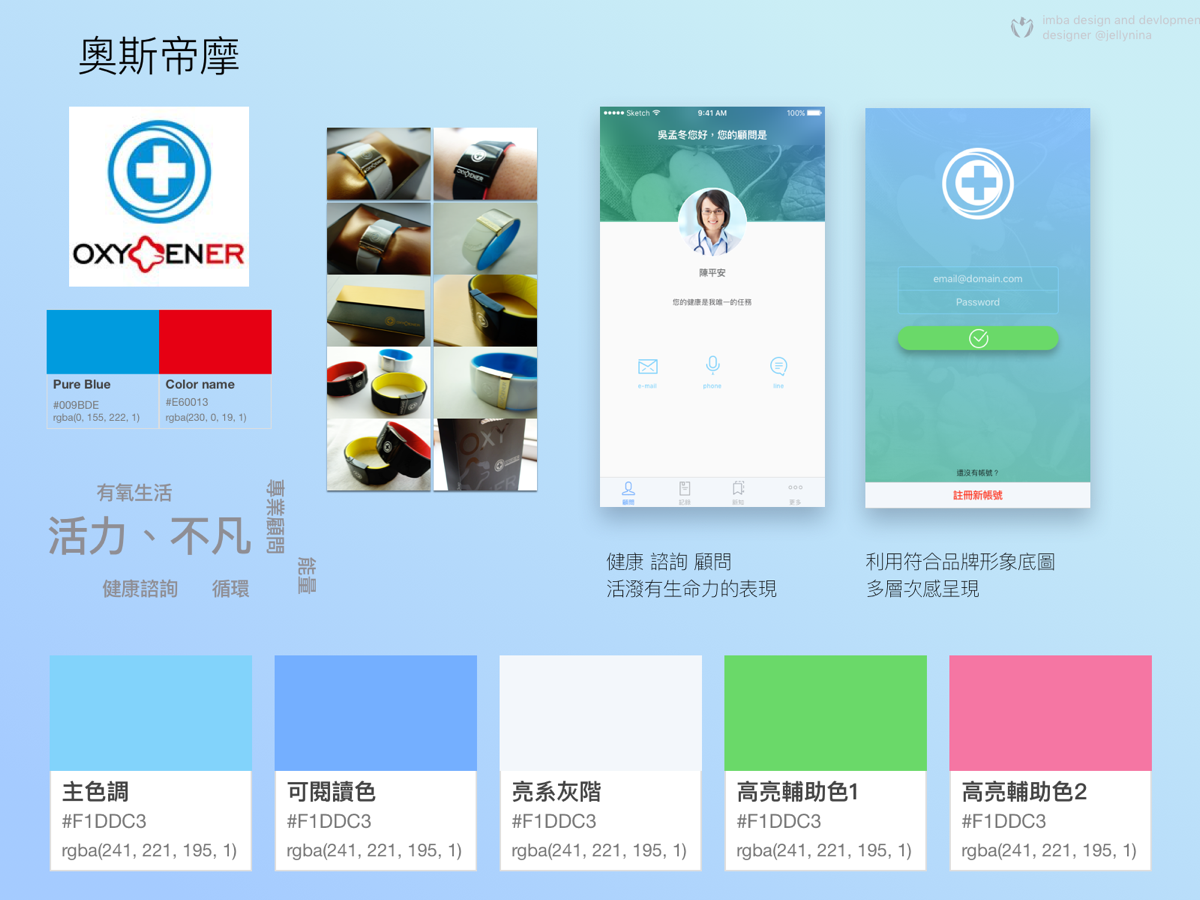 奧斯帝摩
imba design and devlopmen
designer @jellynina
OXYGENER
Pure Blue
#009BDE
rgba(0, 155, 222, 1)
Color name
#E60013
rgba(230, 0, 19, 1)
有氧生活
活力、不凡
專業顧問
能量
健康諮詢
循環
Sketch
9:41 AM
100%
吳孟冬您好，您的顧問是
陳平安
您的健康是我唯一的任務
e-mail
phone
line
顧問
記錄
更多
email@domain.com
Password
還沒有帳號？
註冊新帳號
健康 諮詢 顧問
活潑有生命力的表現
利用符合品牌形象底圖
多層次感呈現
主色調
#F1DDC3
rgba(241, 221, 195, 1)
可閱讀色
#F1DDC3
rgba(241, 221, 195, 1)
亮系灰階
#F1DDC3
rgba(241, 221, 195, 1)
高亮輔助色1
#F1DDC3
rgba(241, 221, 195, 1)
高亮輔助色2
#F1DDC3
rgba(241, 221, 195, 1)